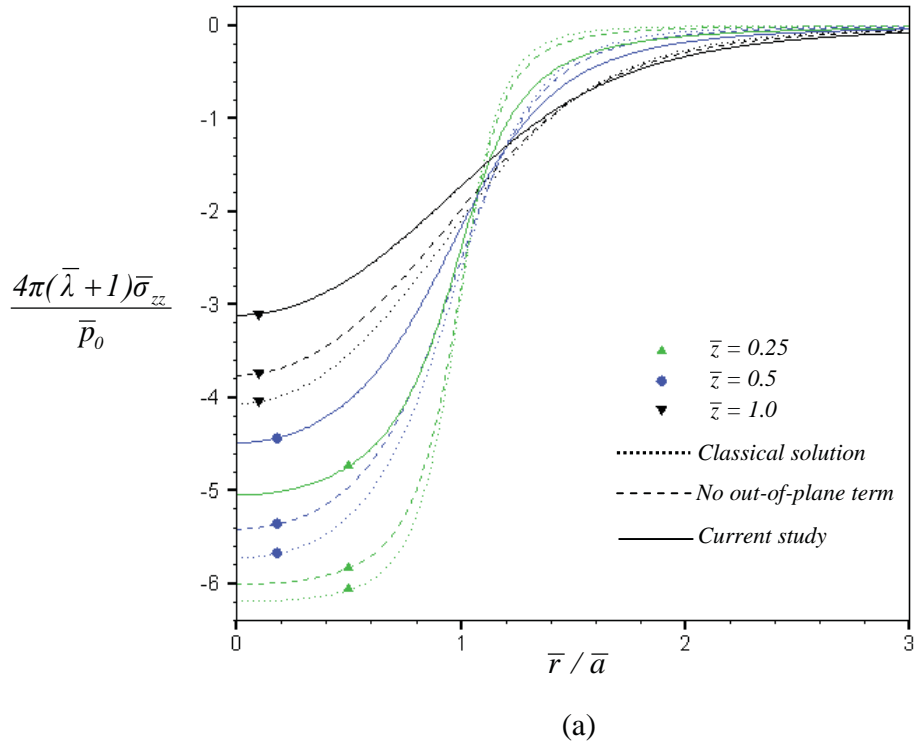 0
-1
-2
-3
-4
-5
-6
4π(λ̅ +1)σ̅zz
p̅0
z̅ = 0.25
z̅ = 0.5
z̅ = 1.0
Classical solution
No out-of-plane term
Current study
0 1 2 3
r̅ / a̅
(a)